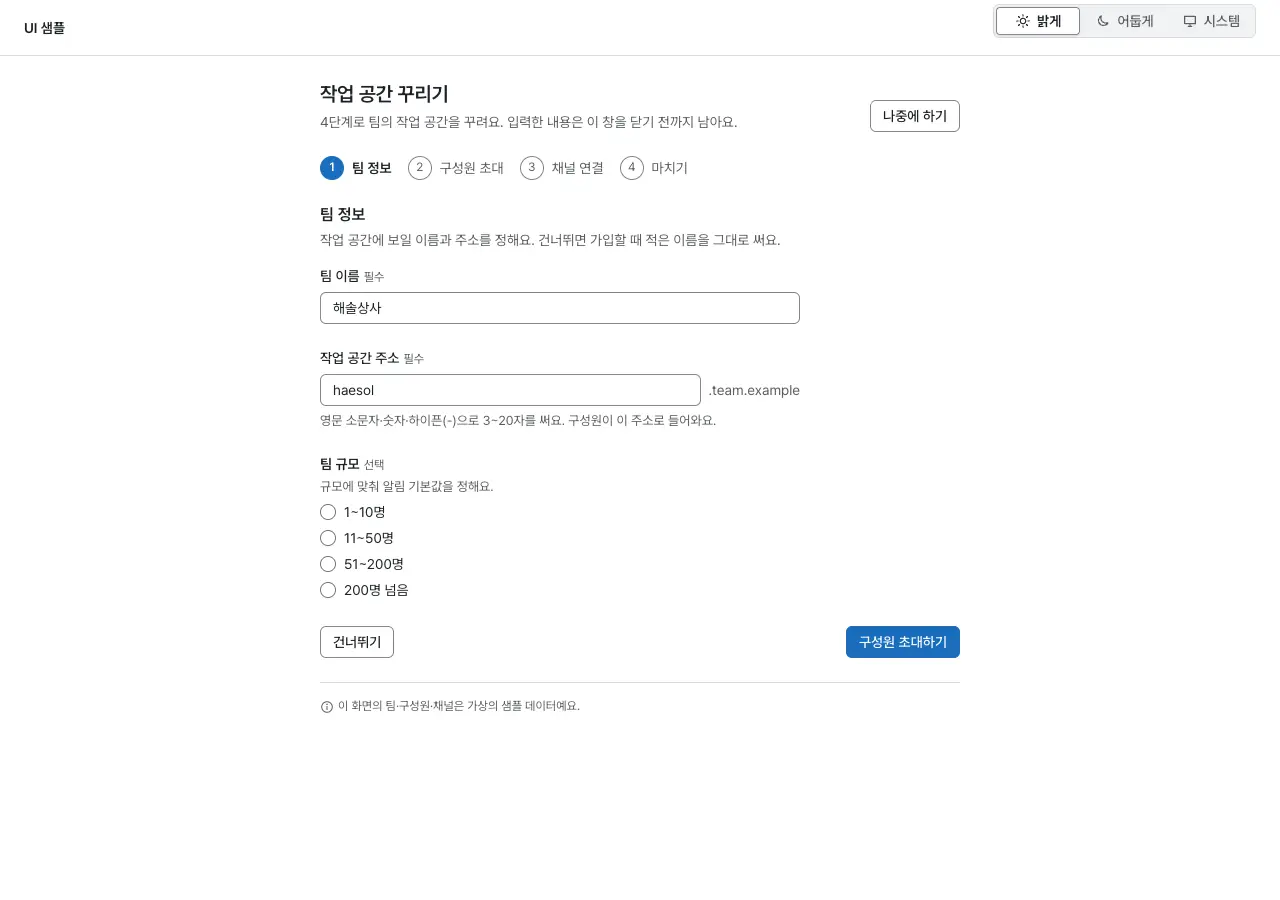 UI 샘플
밝게 어둡게 시스템
작업 공간 꾸리기
4단계로 팀의 작업 공간을 꾸려요. 입력한 내용은 이 창을 닫기 전까지 남아요.
나중에 하기
1 팀 정보 2 구성원 초대 3 채널 연결 4 마치기
팀 정보
작업 공간에 보일 이름과 주소를 정해요. 건너뛰면 가입할 때 적은 이름을 그대로 써요.
팀 이름 필수
해솔상사
작업 공간 주소 필수
haesol .team.example
영문 소문자·숫자·하이픈(-)으로 3~20자를 써요. 구성원이 이 주소로 들어와요.
팀 규모 선택
규모에 맞춰 알림 기본값을 정해요.
1~10명
11~50명
51~200명
200명 넘음
건너뛰기 구성원 초대하기
이 화면의 팀·구성원·채널은 가상의 샘플 데이터예요.